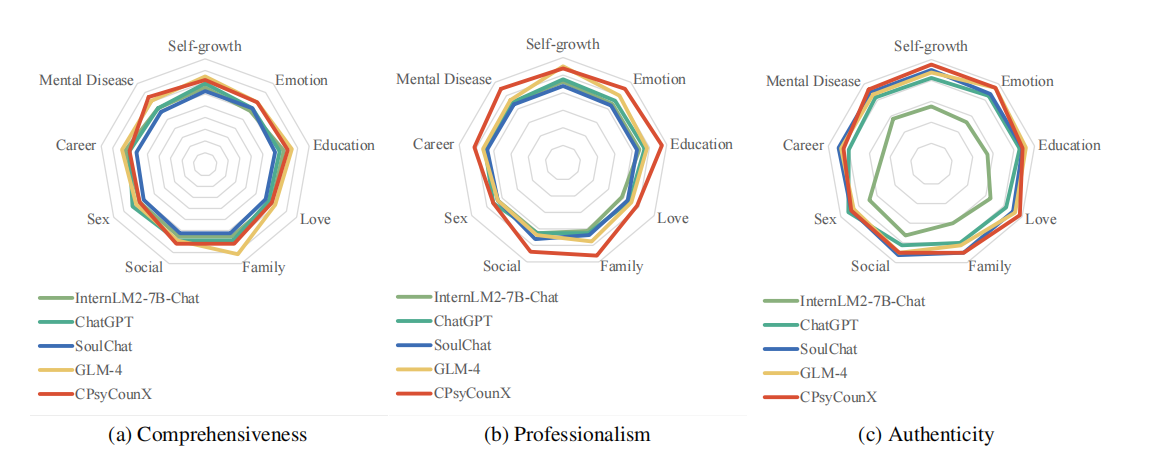 Self-growth
Mental Disease
Emotion
Career
Education
Sex
Love
Social
Family
InternLM2-7B-Chat
ChatGPT
SoulChat
GLM-4
CPsyCounX
(a) Comprehensiveness
Self-growth
Mental Disease
Emotion
Career
Education
Sex
Love
Social
Family
InternLM2-7B-Chat
ChatGPT
SoulChat
GLM-4
CPsyCounX
(b) Professionalism
Self-growth
Mental Disease
Emotion
Career
Education
Sex
Love
Social
Family
InternLM2-7B-Chat
ChatGPT
SoulChat
GLM-4
CPsyCounX
(c) Authenticity